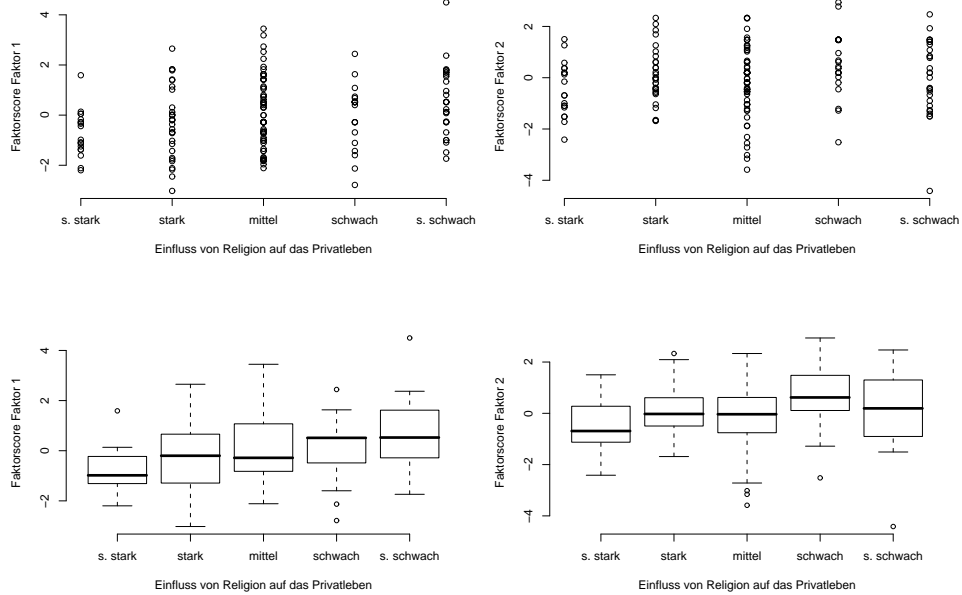 Faktorscore Faktor 1
4
2
0
−2
s. stark stark mittel schwach s. schwach
Einfluss von Religion auf das Privatleben
Faktorscore Faktor 2
2
0
−2
−4
s. stark stark mittel schwach s. schwach
Einfluss von Religion auf das Privatleben
Faktorscore Faktor 1
4
2
0
−2
s. stark stark mittel schwach s. schwach
Einfluss von Religion auf das Privatleben
Faktorscore Faktor 2
2
0
−2
−4
s. stark stark mittel schwach s. schwach
Einfluss von Religion auf das Privatleben